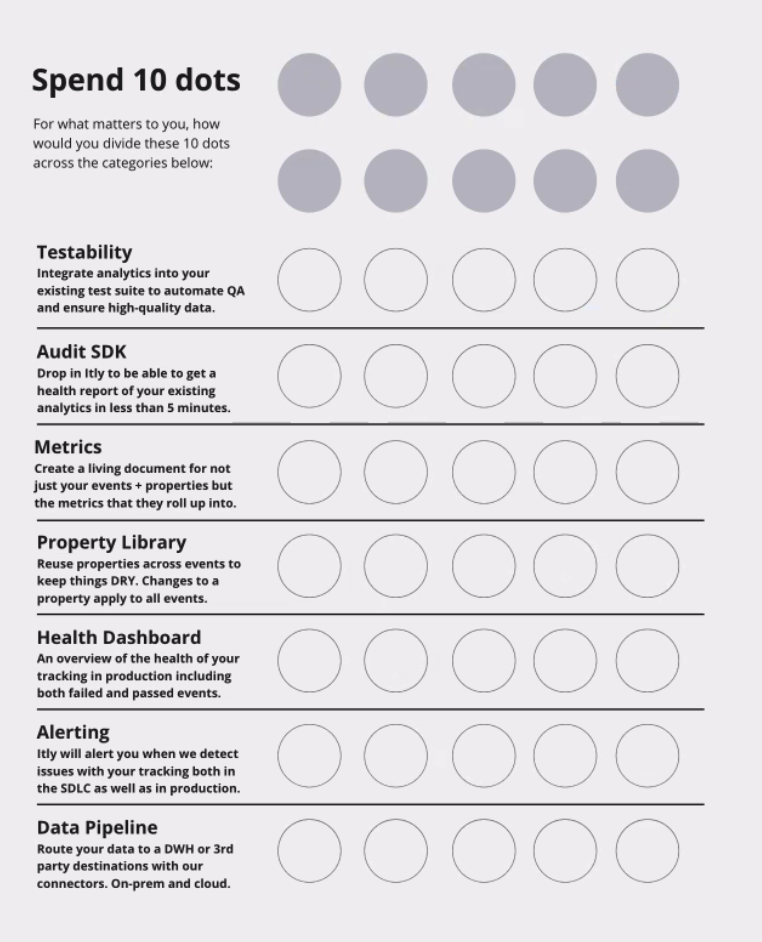 Spend 10 dots
For what matters to you, how
would you divide these 10 dots
across the categories below:
Testability
Integrate analytics into your
existing test suite to automate QA
and ensure high-quality data.
Audit SDK
Drop in Itly to be able to get a
health report of your existing
analytics in less than 5 minutes.
Metrics
Create a living document for not
just your events + properties but
the metrics that they roll up into.
Property Library
Reuse properties across events to
keep things DRY. Changes to a
property apply to all events.
Health Dashboard
An overview of the health of your
tracking in production including
both failed and passed events.
Alerting
Itly will alert you when we detect
issues with your tracking both in
the SDLC as well as in production.
Data Pipeline
Route your data to a DWH or 3rd
party destinations with our
connectors. On-prem and cloud.